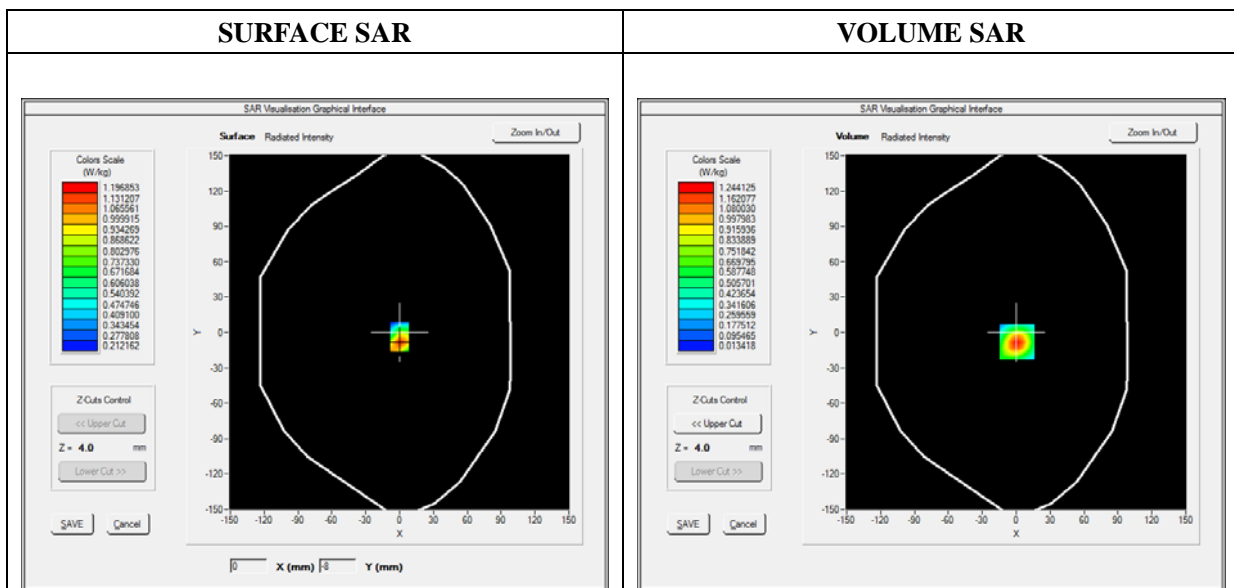 SURFACE SAR
VOLUME SAR
SAR Visualisation Graphical Interface
Surface Radiated Intensity
Zoom In/Out
Colors Scale
(W/kg)
1.196853
1.131207
1.065561
0.999915
0.934269
0.868622
0.802976
0.737330
0.671684
0.606038
0.540392
0.474746
0.409100
0.343454
0.277808
0.212162
Z-Cuts Control
<< Upper Cut
Z = 4.0 mm
Lower Cut >>
SAVE Cancel
150
120
90
60
30
0
-30
-60
-90
-120
-150
Y
-150 -120 -90 -60 -30 0 30 60 90 120 150
X
0 X (mm) -8 Y (mm)
SAR Visualisation Graphical Interface
Volume Radiated Intensity
Zoom In/Out
Colors Scale
(W/kg)
1.244125
1.162077
1.080030
0.997983
0.915936
0.833889
0.751842
0.669795
0.587748
0.505701
0.423654
0.341606
0.259559
0.177512
0.095465
0.013418
Z-Cuts Control
<< Upper Cut
Z = 4.0 mm
Lower Cut >>
SAVE Cancel
150
120
90
60
30
0
-30
-60
-90
-120
-150
Y
-150 -120 -90 -60 -30 0 30 60 90 120 150
X